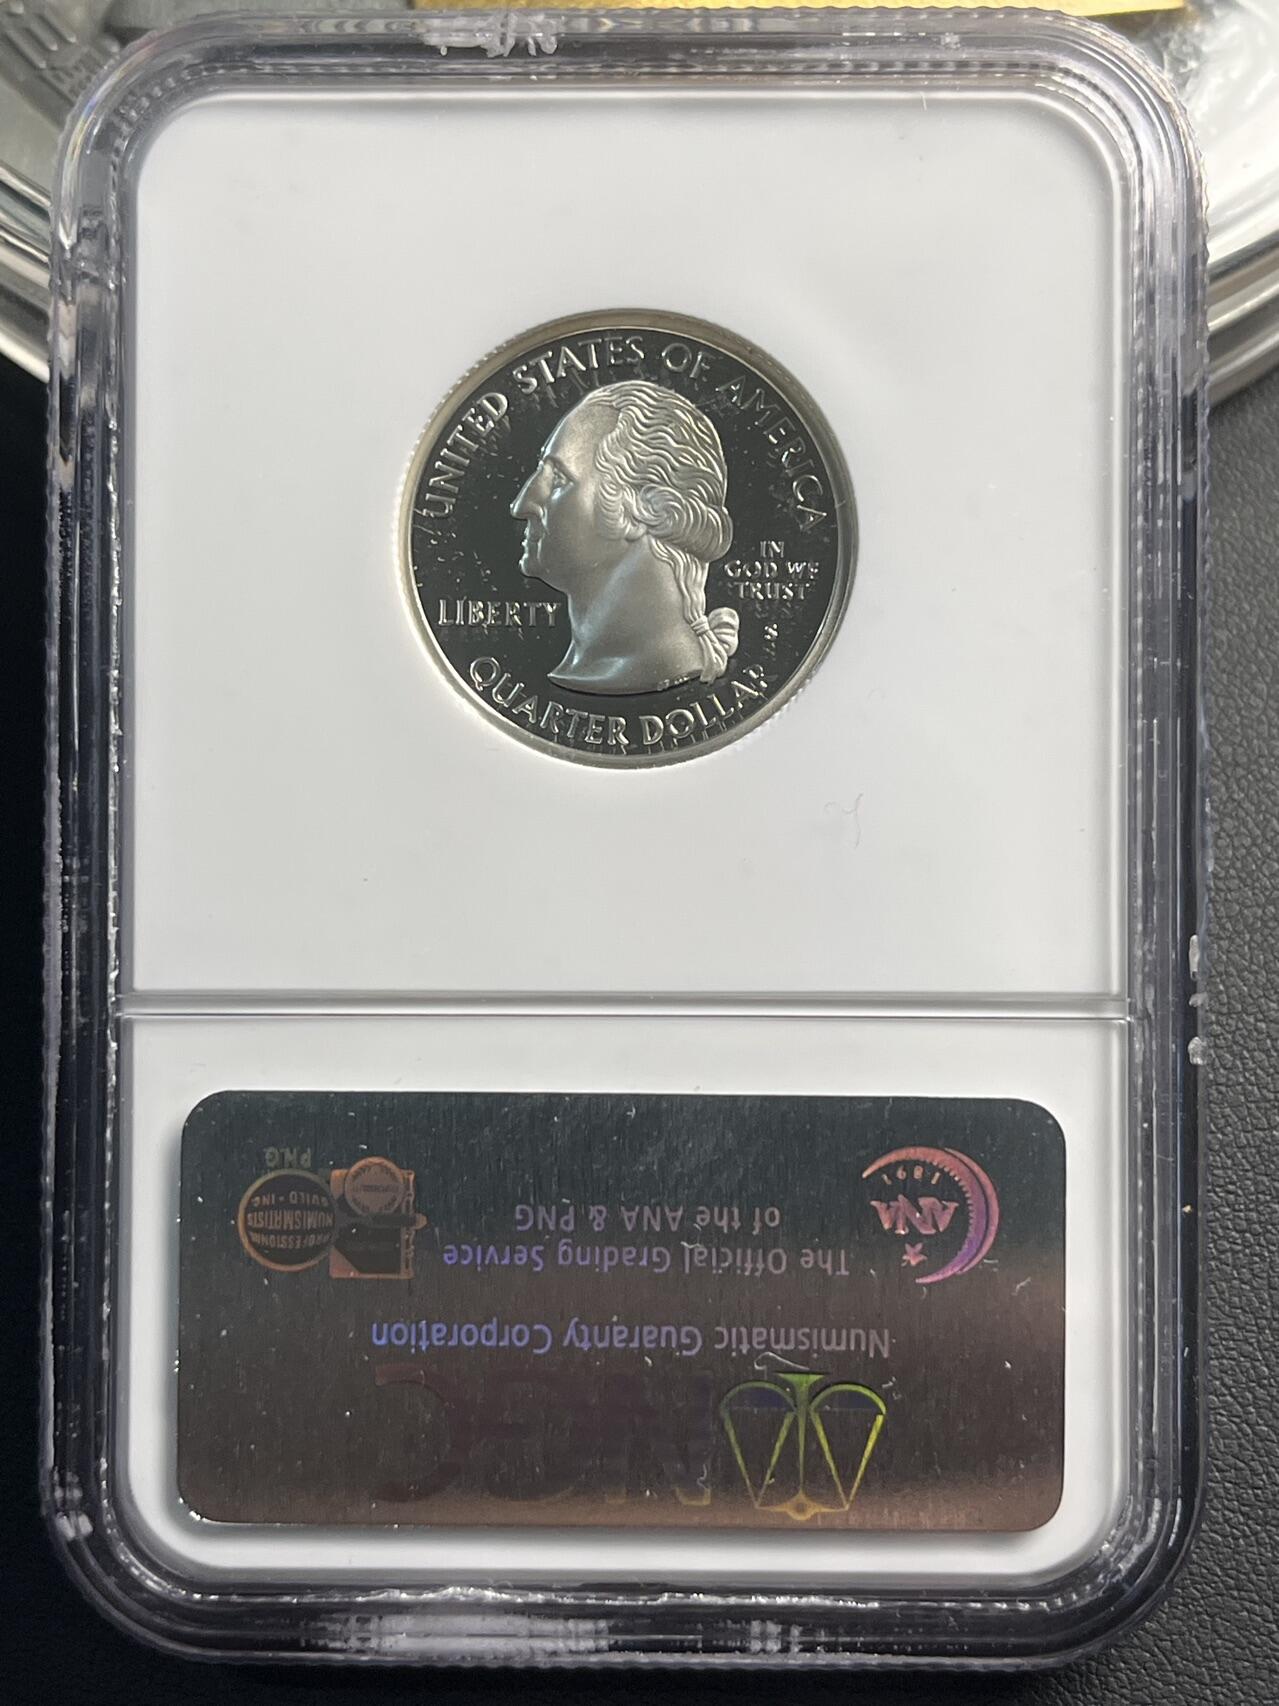 UNITED STATES OF AMERICA
LIBERTY
IN
GOD WE
TRUST
S
QUARTER DOLLAR
NGC
Numismatic Guaranty Corporation
The Official Grading Service
of the ANA & PNG
ANA
1891
PROFESSIONAL
NUMISMATISTS
GUILD - INC.
PNG